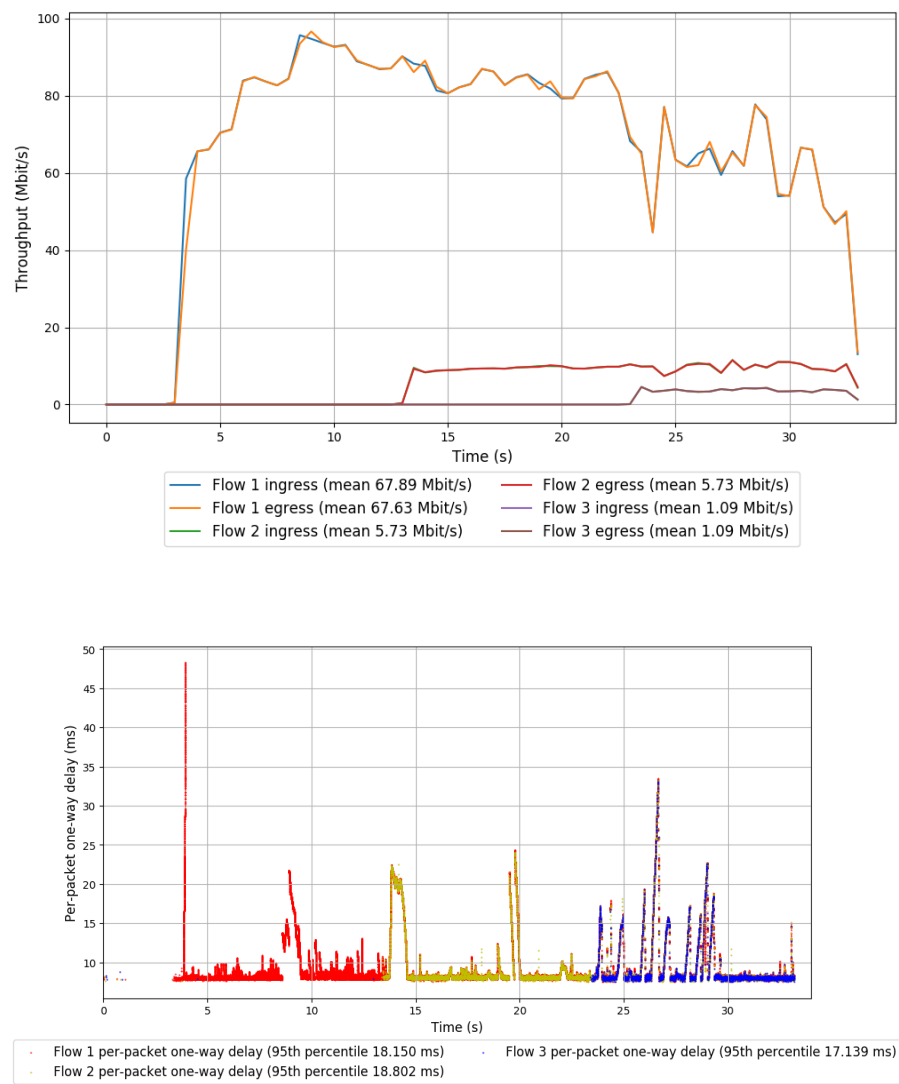 100
80
60
40
20
0
Throughput (Mbit/s)
0 5 10 15 20 25 30
Time (s)
Flow 1 ingress (mean 67.89 Mbit/s) Flow 2 egress (mean 5.73 Mbit/s)
Flow 1 egress (mean 67.63 Mbit/s) Flow 3 ingress (mean 1.09 Mbit/s)
Flow 2 ingress (mean 5.73 Mbit/s) Flow 3 egress (mean 1.09 Mbit/s)
50
45
40
35
30
25
20
15
10
Per-packet one-way delay (ms)
0 5 10 15 20 25 30
Time (s)
Flow 1 per-packet one-way delay (95th percentile 18.150 ms) Flow 3 per-packet one-way delay (95th percentile 17.139 ms)
Flow 2 per-packet one-way delay (95th percentile 18.802 ms)